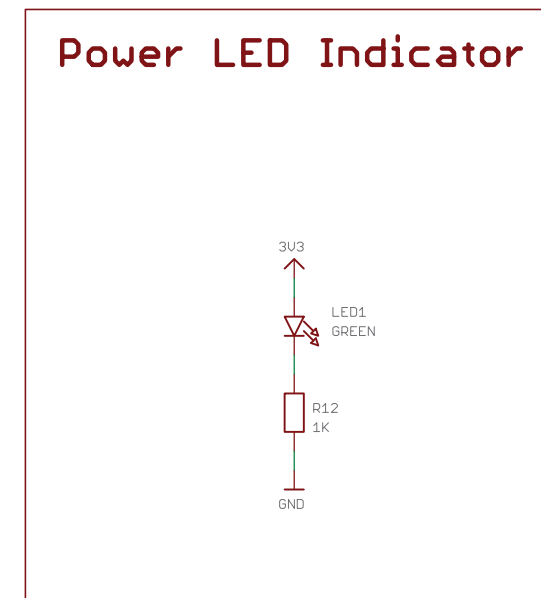 Power LED Indicator
3V3
LED1
GREEN
R12
1K
GND